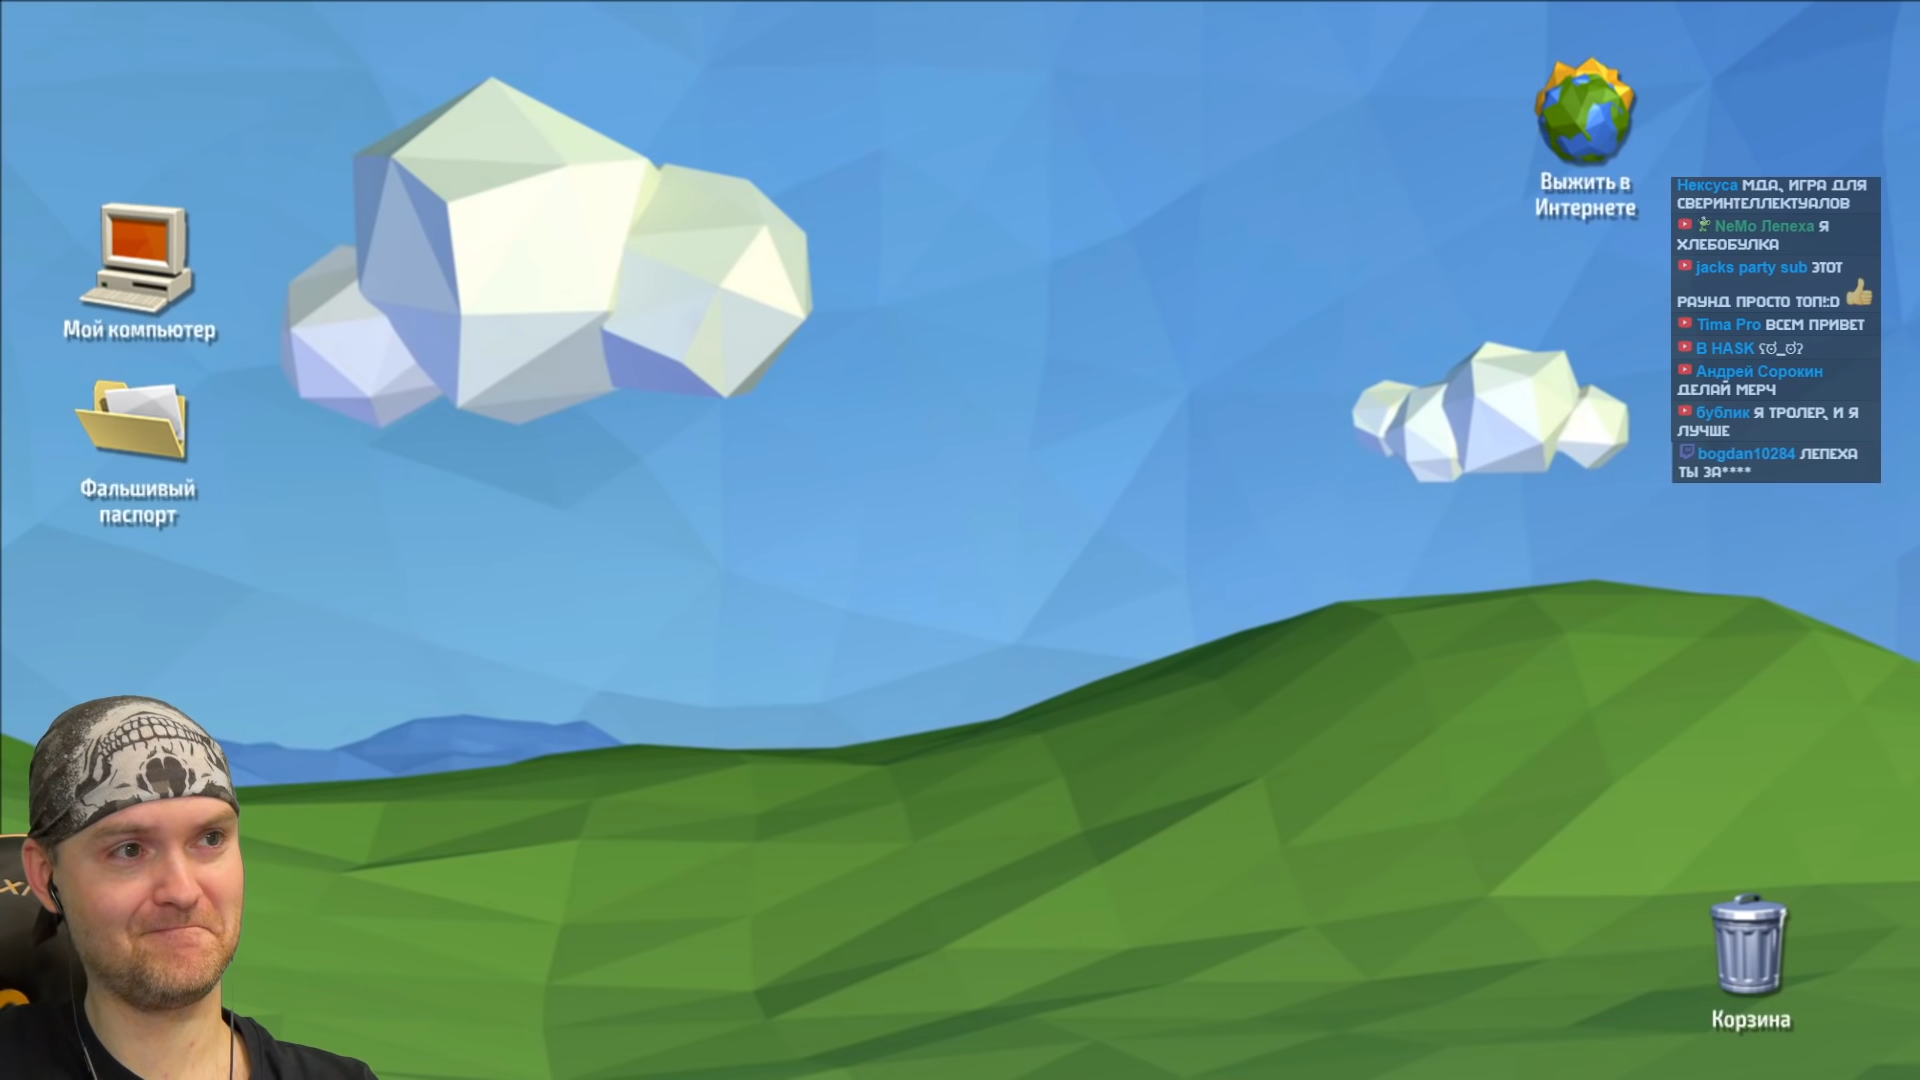 Мой компьютер
Фальшивый
паспорт
Выжить в
Интернете
Нексуса МДА, ИГРА ДЛЯ
СВЕРИНТЕЛЛЕКТУАЛОВ
NeMo Лепеха Я
ХЛЕБОБУЛКА
jacks party sub ЭТОТ
РАУНД ПРОСТО ТОП!:D
Tima Pro ВСЕМ ПРИВЕТ
B HASK
Андрей Сорокин
ДЕЛАЙ МЕРЧ
бублик Я ТРОЛЕР, И Я
ЛУЧШЕ
bogdan10284 ЛЕПЕХА
ТЫ ЗА****
Корзина